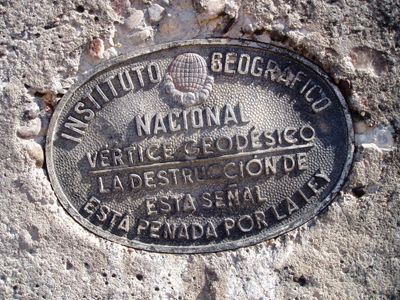 INSTITUTO GEOGRÁFICO
NACIONAL
VÉRTICE GEODÉSICO
LA DESTRUCCIÓN DE
ESTA SEÑAL
ESTÁ PENADA POR LA LEY